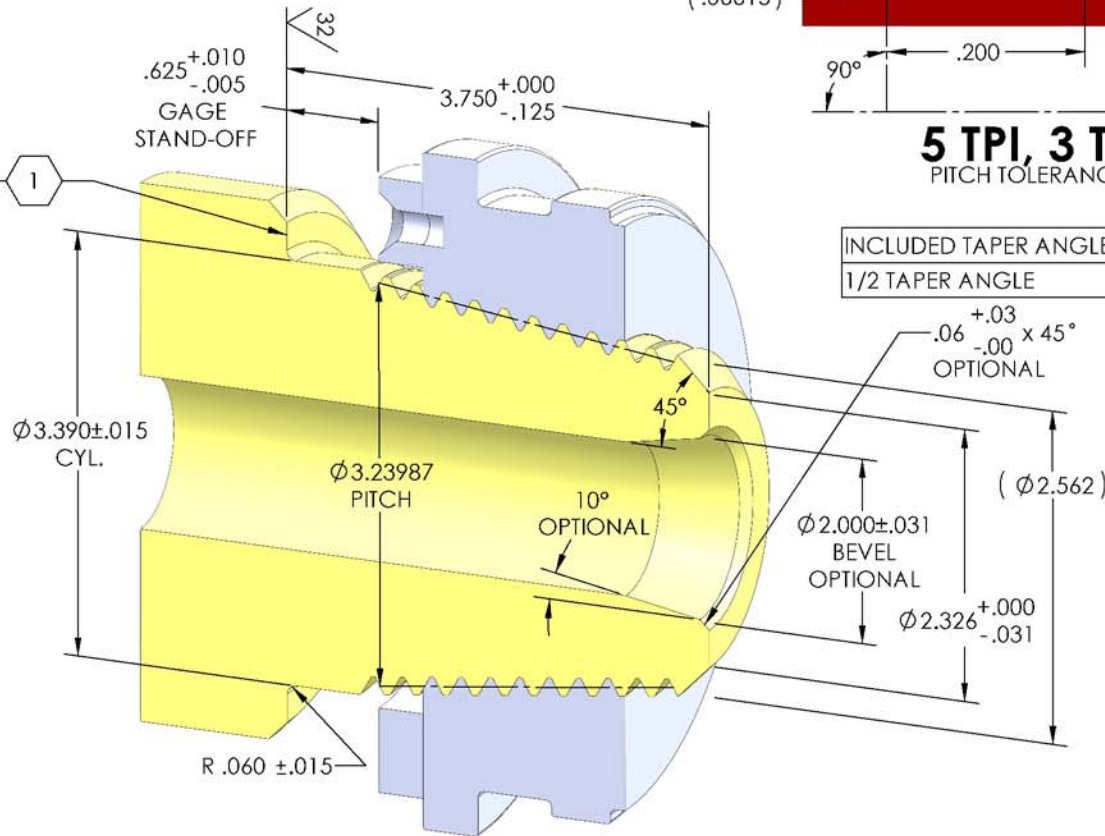 32
.625 +.010
-.005
GAGE
STAND-OFF
3.750 +.000
-.125
.200
90°
5 TPI, 3 T
PITCH TOLERANC
1
INCLUDED TAPER ANGLE
1/2 TAPER ANGLE
.06 +.03
-.00 x 45°
OPTIONAL
45°
Ø3.390±.015
CYL.
Ø3.23987
PITCH
10°
OPTIONAL
( Ø2.562)
Ø2.000±.031
BEVEL
OPTIONAL
Ø2.326 +.000
-.031
R .060 ±.015